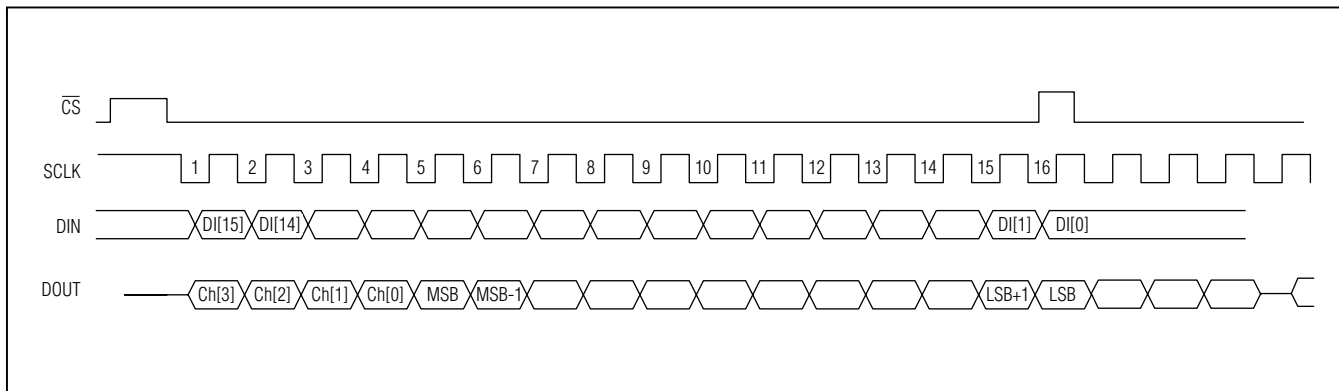 C̅S̅
SCLK 1 2 3 4 5 6 7 8 9 10 11 12 13 14 15 16
DIN DI[15] DI[14] DI[1] DI[0]
DOUT Ch[3] Ch[2] Ch[1] Ch[0] MSB MSB-1 LSB+1 LSB